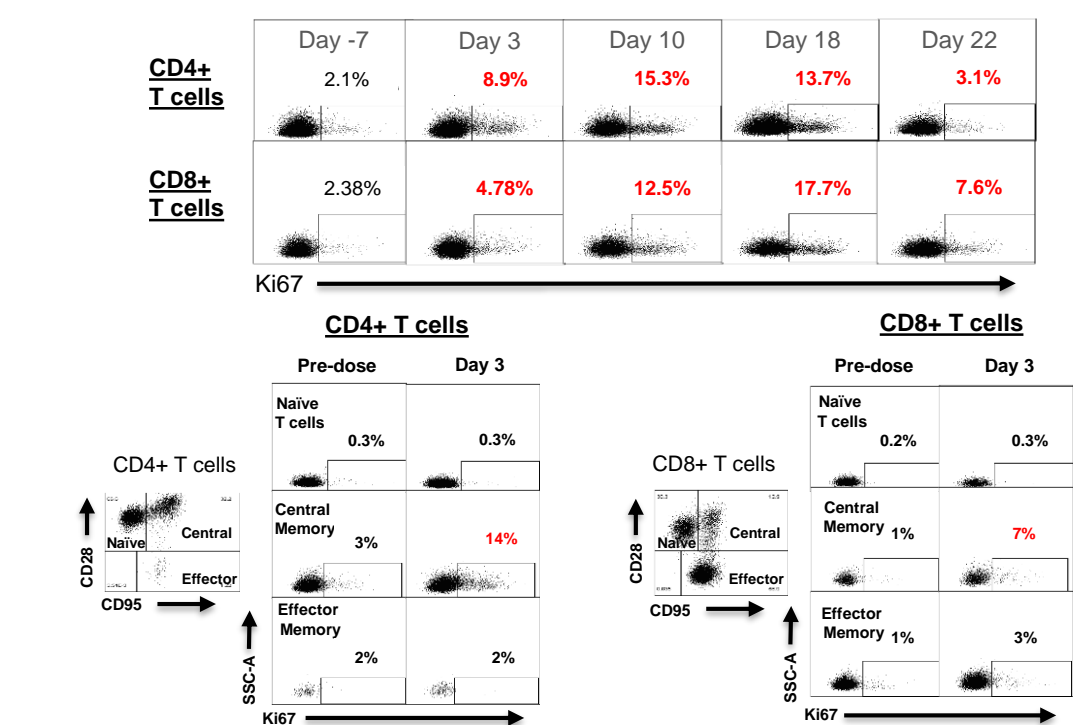 Day -7 Day 3 Day 10 Day 18 Day 22
CD4+
T cells
2.1% 8.9% 15.3% 13.7% 3.1%
CD8+
T cells
2.38% 4.78% 12.5% 17.7% 7.6%
Ki67
CD4+ T cells
Pre-dose Day 3
Naïve
T cells
0.3% 0.3%
Central
Memory
3% 14%
Effector
Memory
2% 2%
SSC-A
Ki67
CD4+ T cells
Naïve Central
Effector
CD28
CD95
CD8+ T cells
Pre-dose Day 3
Naïve
T cells
0.2% 0.3%
Central
Memory 1% 7%
Effector
Memory 1% 3%
SSC-A
Ki67
CD8+ T cells
Naïve Central
Effector
CD28
CD95